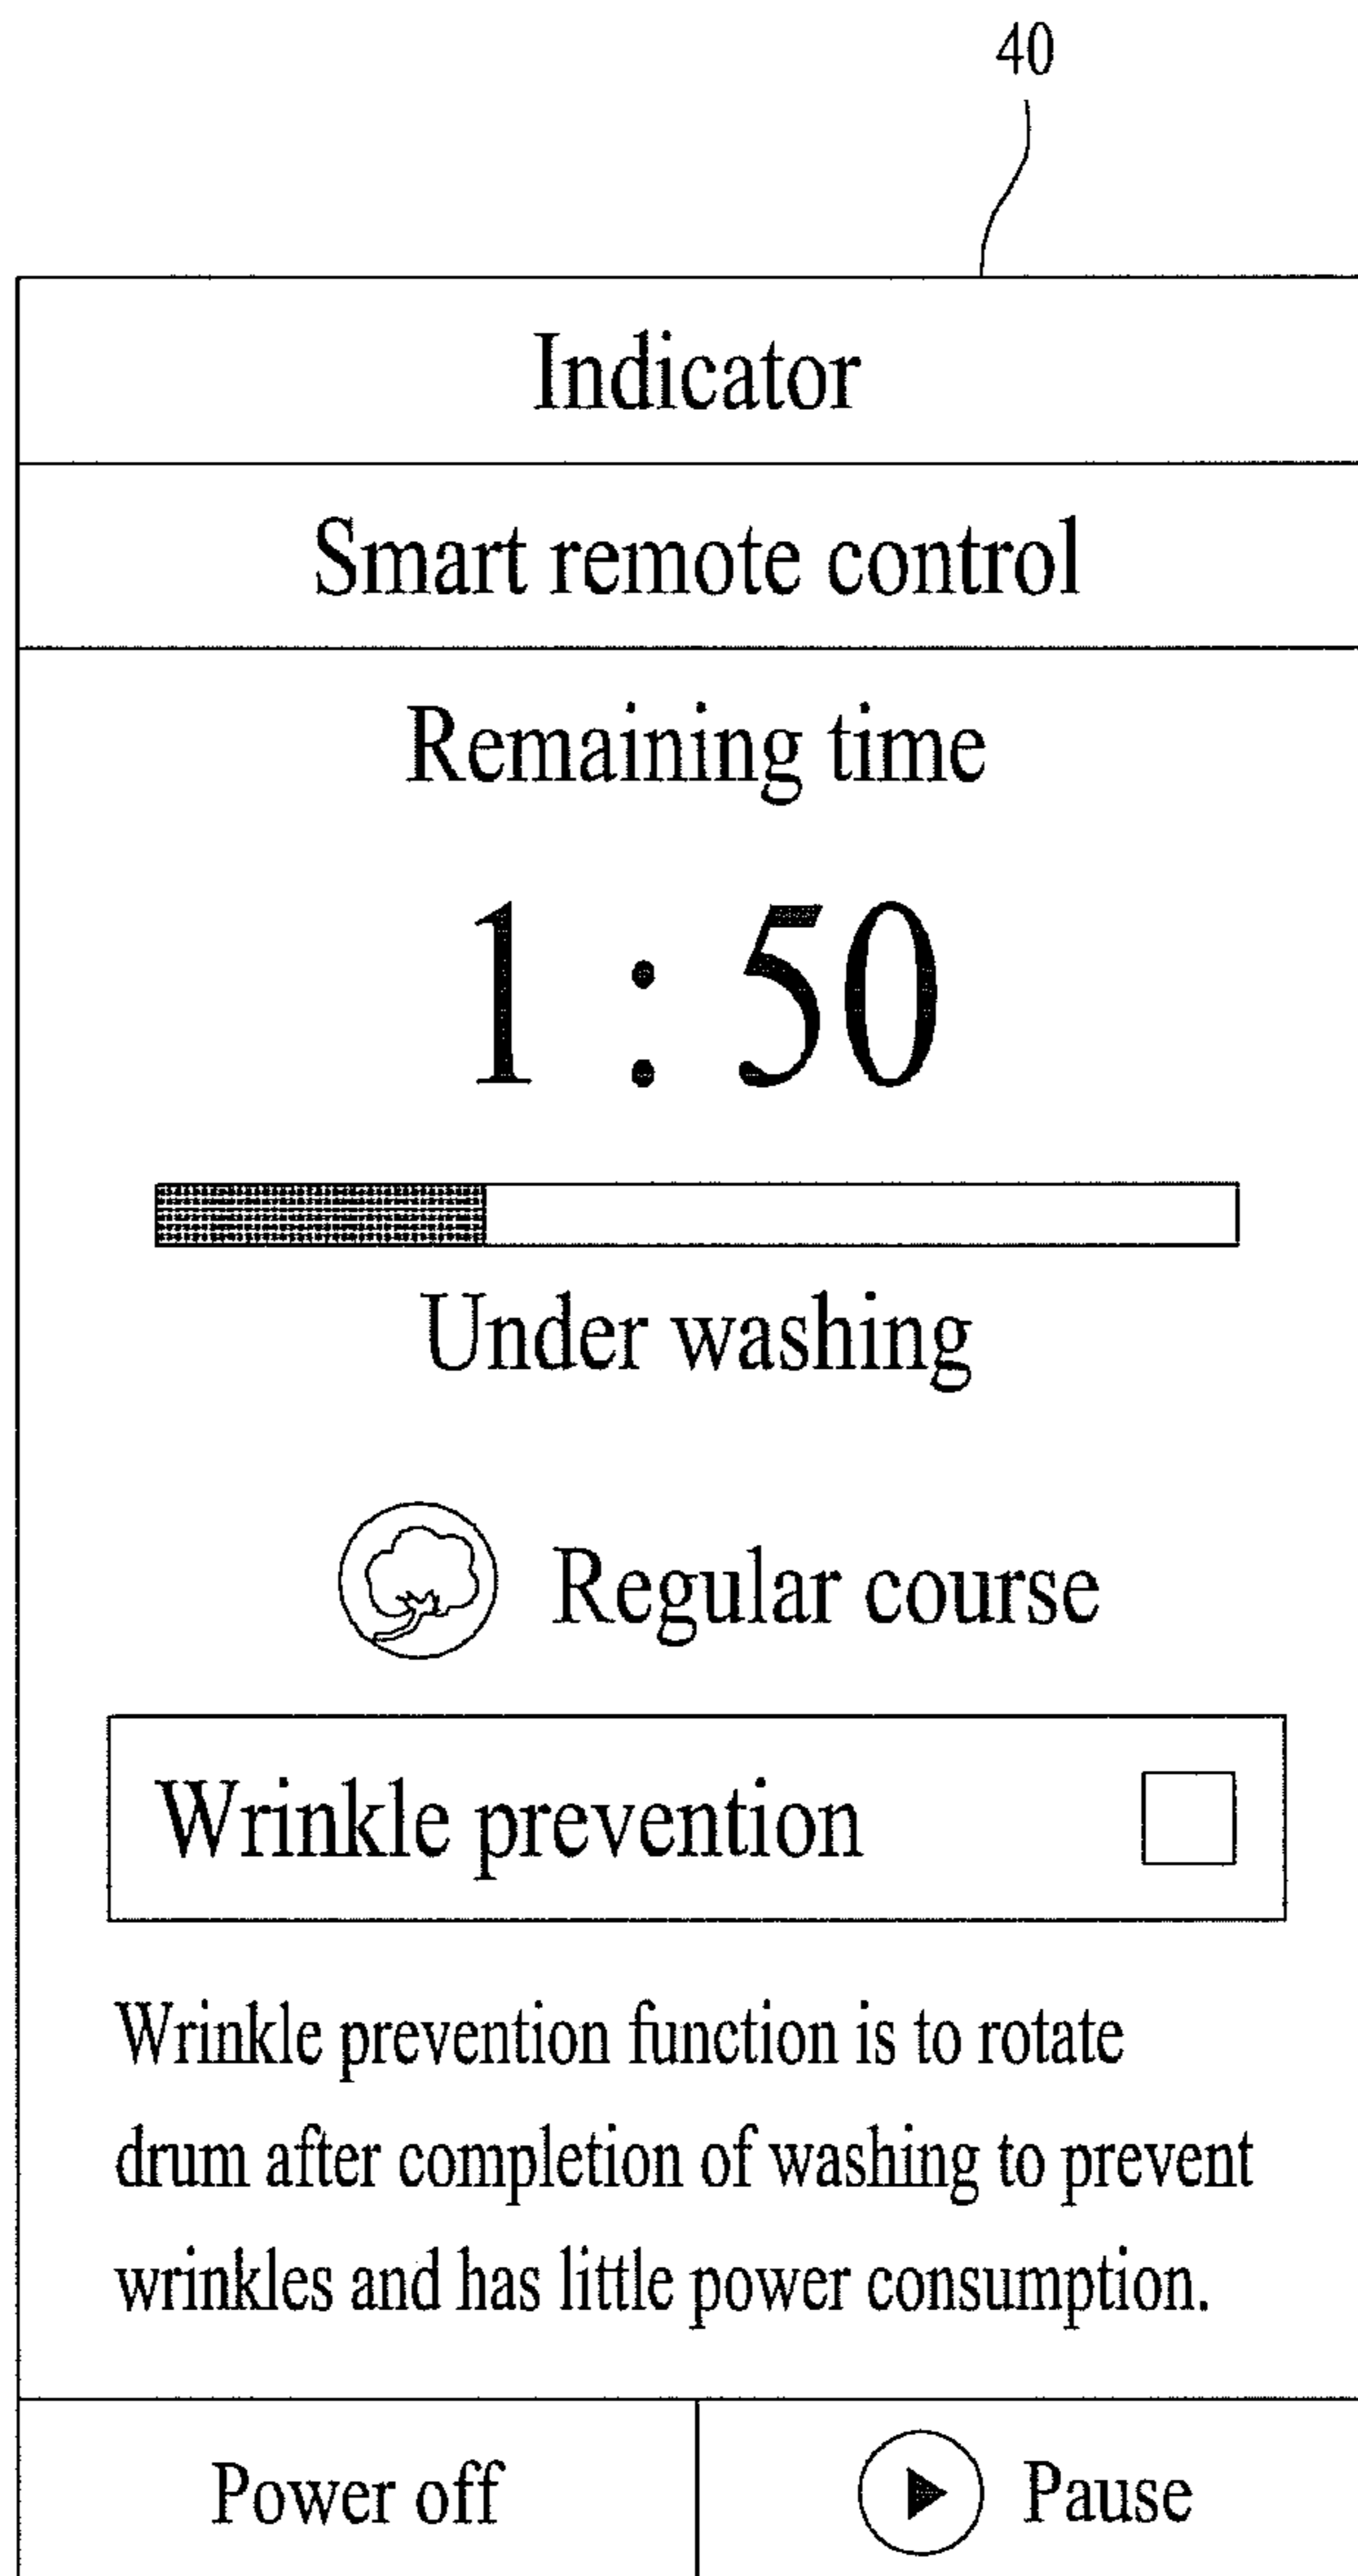 40
Indicator
Smart remote control
Remaining time
1 : 50
Under washing
Regular course
Wrinkle prevention
Wrinkle prevention function is to rotate
drum after completion of washing to prevent
wrinkles and has little power consumption.
Power off
Pause